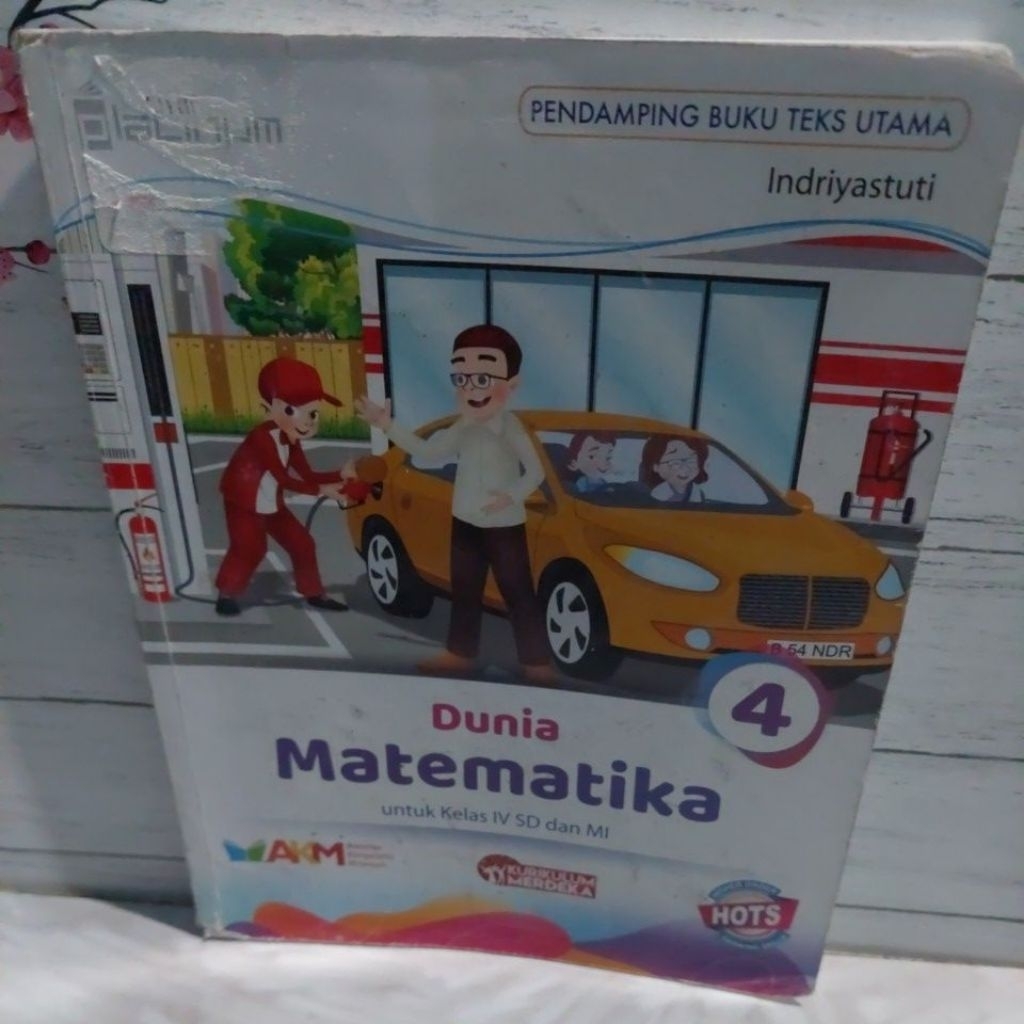 Platinum
PENDAMPING BUKU TEKS UTAMA
Indriyastuti
B 54 NDR
4
Dunia
Matematika
untuk Kelas IV SD dan MI
AKM
KURIKULUM
MERDEKA
HOTS